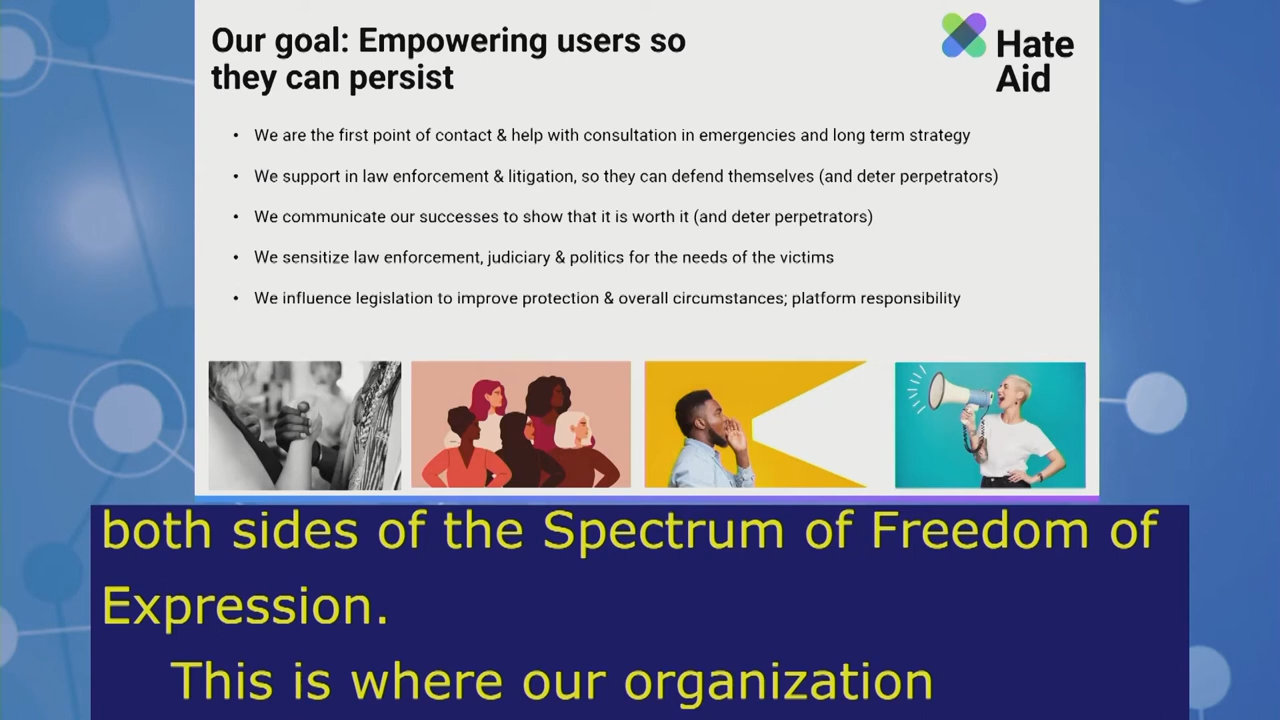 Our goal: Empowering users so
they can persist
Hate
Aid
• We are the first point of contact & help with consultation in emergencies and long term strategy
• We support in law enforcement & litigation, so they can defend themselves (and deter perpetrators)
• We communicate our successes to show that it is worth it (and deter perpetrators)
• We sensitize law enforcement, judiciary & politics for the needs of the victims
• We influence legislation to improve protection & overall circumstances; platform responsibility
both sides of the Spectrum of Freedom of
Expression.
This is where our organization